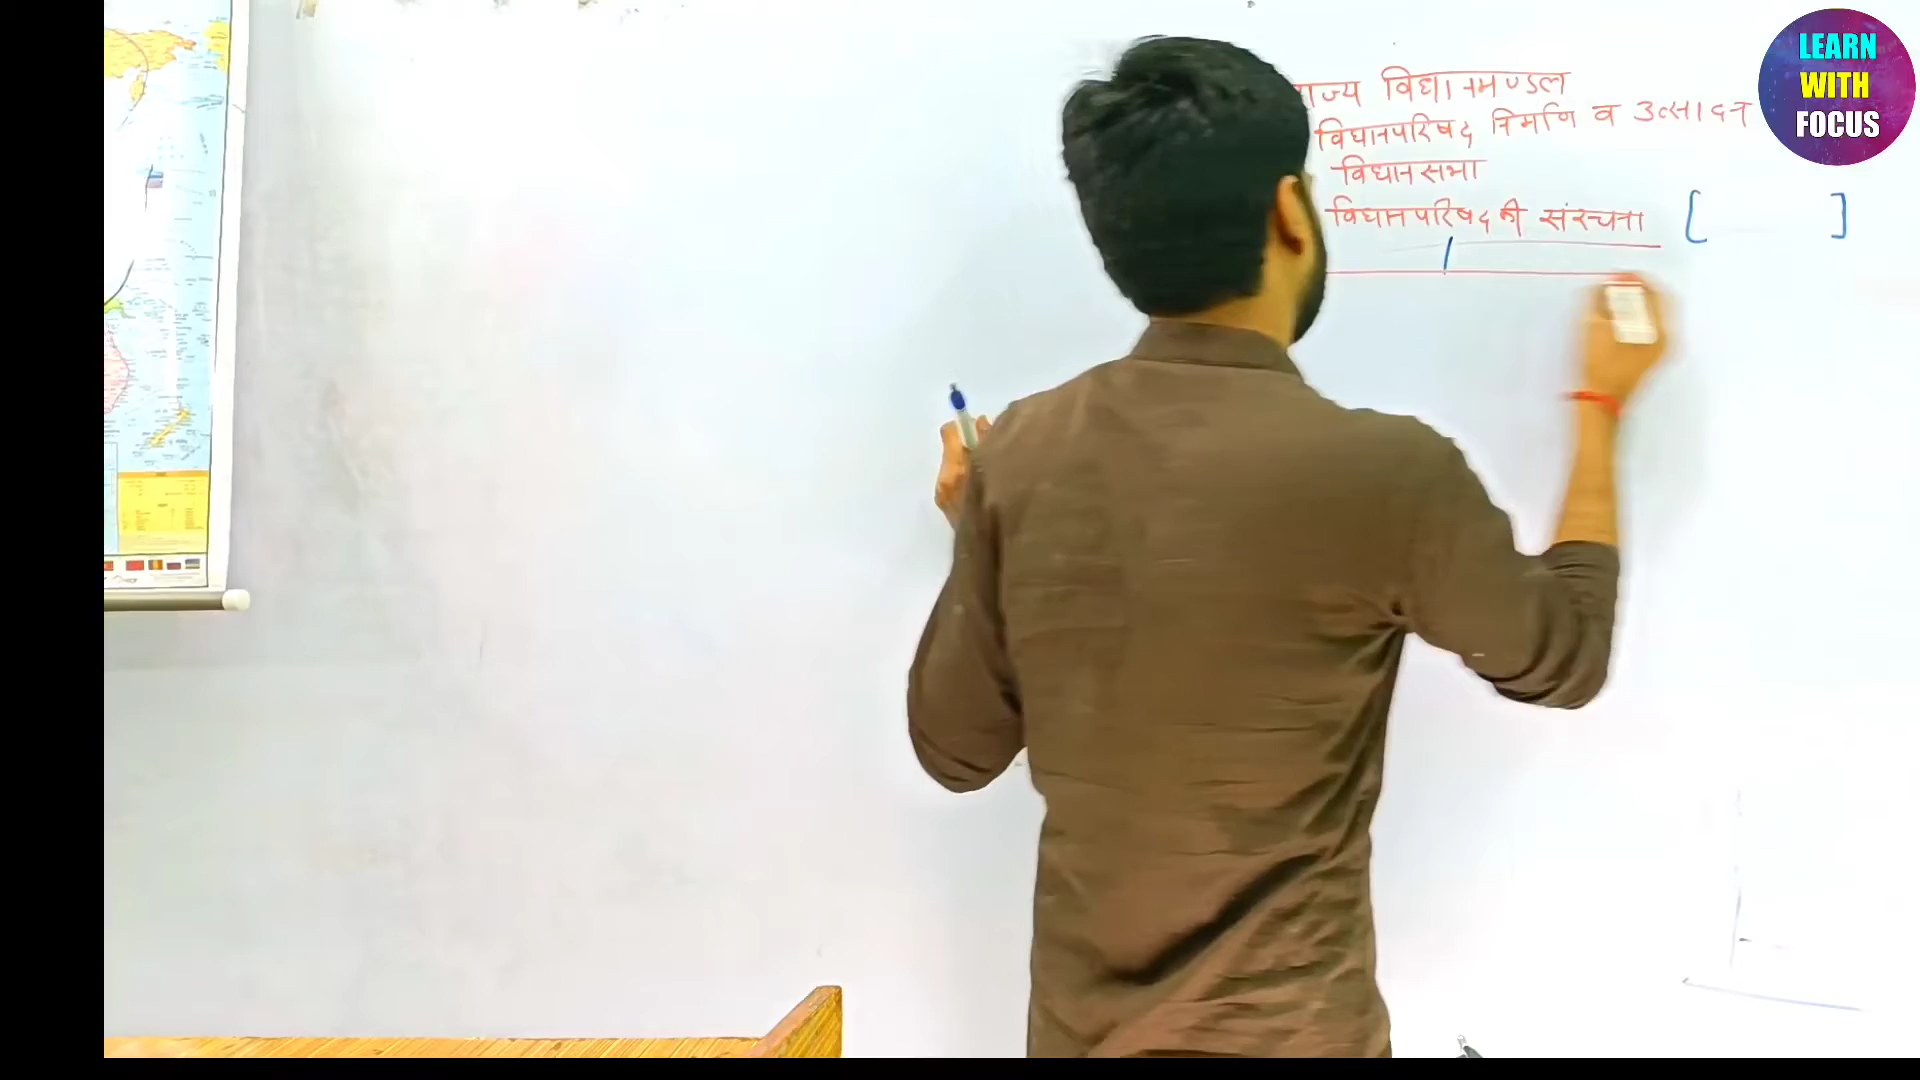 राज्य विधानमण्डल
विधानपरिषद निर्माण व उत्सादन
विधानसभा
विधानपरिषद की संरचना [ ]
LEARN
WITH
FOCUS